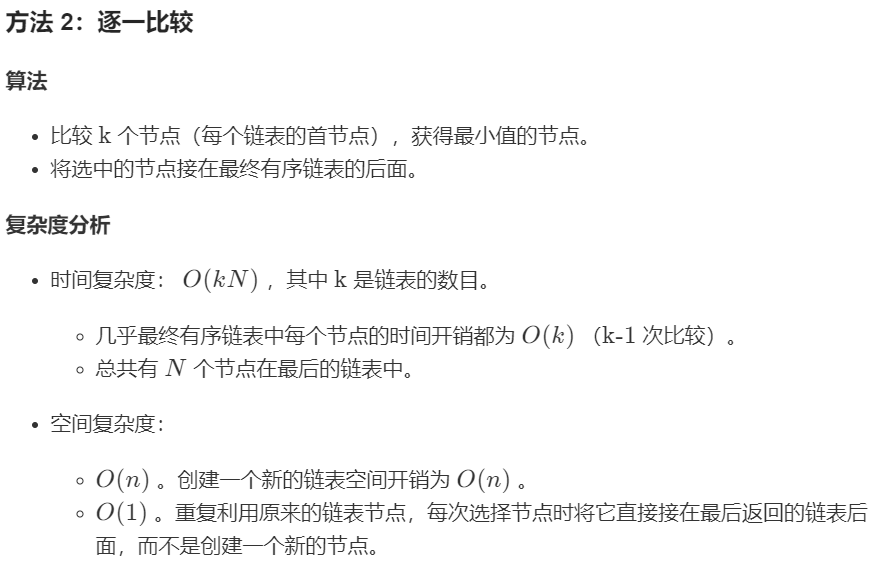 方法 2：逐一比较
算法
• 比较 k 个节点（每个链表的首节点），获得最小值的节点。
• 将选中的节点接在最终有序链表的后面。
复杂度分析
• 时间复杂度： O(kN) ，其中 k 是链表的数目。
◦ 几乎最终有序链表中每个节点的时间开销都为 O(k) （k-1 次比较）。
◦ 总共有 N 个节点在最后的链表中。
• 空间复杂度：
◦ O(n) 。创建一个新的链表空间开销为 O(n) 。
◦ O(1) 。重复利用原来的链表节点，每次选择节点时将它直接接在最后返回的链表后
面，而不是创建一个新的节点。